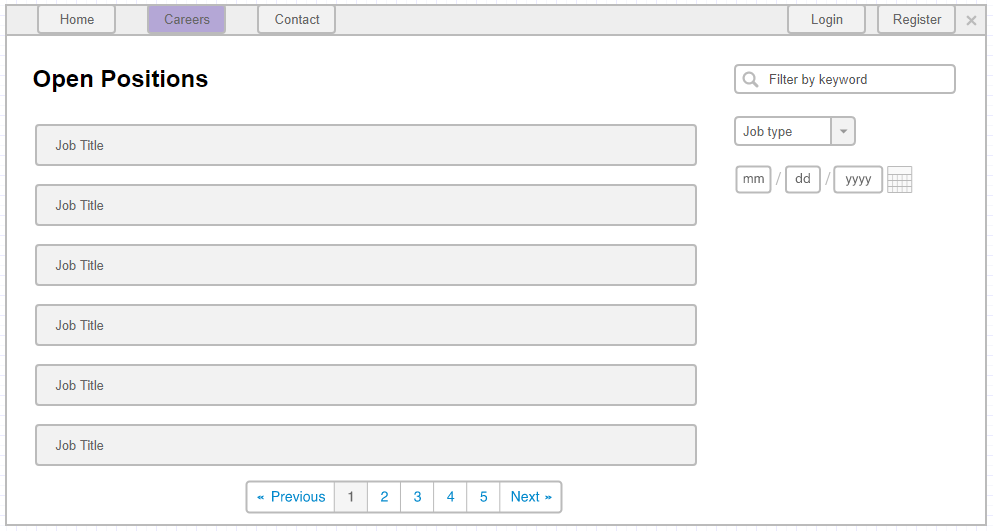 Home Careers Contact Login Register ×
Open Positions
Filter by keyword
Job type
mm / dd / yyyy
Job Title
Job Title
Job Title
Job Title
Job Title
Job Title
« Previous 1 2 3 4 5 Next »